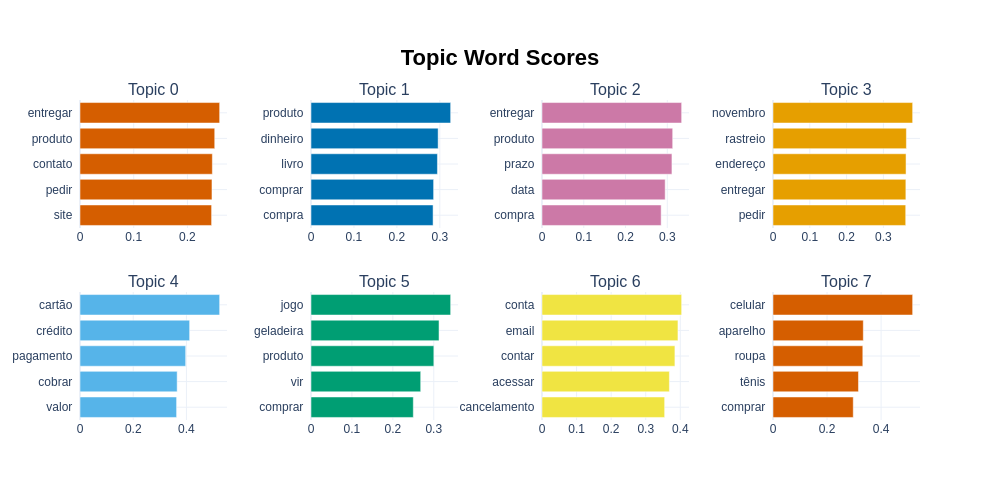 Topic Word Scores
Topic 0
entregar
produto
contato
pedir
site
0 0.1 0.2
Topic 1
produto
dinheiro
livro
comprar
compra
0 0.1 0.2 0.3
Topic 2
entregar
produto
prazo
data
compra
0 0.1 0.2 0.3
Topic 3
novembro
rastreio
endereço
entregar
pedir
0 0.1 0.2 0.3
Topic 4
cartão
crédito
pagamento
cobrar
valor
0 0.2 0.4
Topic 5
jogo
geladeira
produto
vir
comprar
0 0.1 0.2 0.3
Topic 6
conta
email
contar
acessar
cancelamento
0 0.1 0.2 0.3 0.4
Topic 7
celular
aparelho
roupa
tênis
comprar
0 0.2 0.4